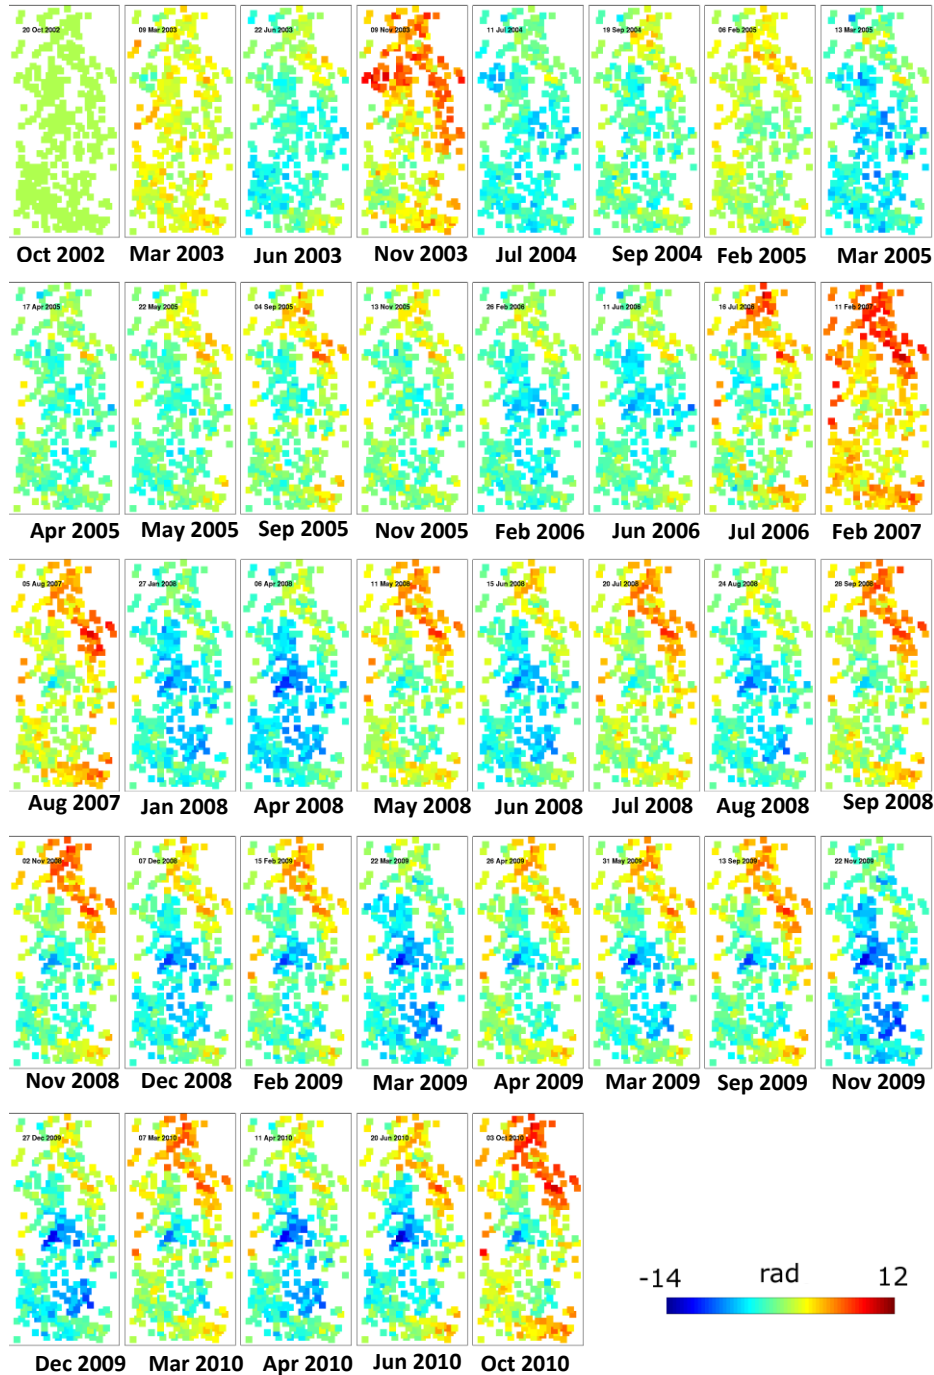 20 Oct 2002 09 Mar 2003 22 Jun 2003 09 Nov 2003 11 Jul 2004 19 Sep 2004 06 Feb 2005 13 Mar 2005
Oct 2002 Mar 2003 Jun 2003 Nov 2003 Jul 2004 Sep 2004 Feb 2005 Mar 2005
17 Apr 2005 22 May 2005 04 Sep 2005 13 Nov 2005 26 Feb 2006 11 Jun 2006 16 Jul 2006 11 Feb 2007
Apr 2005 May 2005 Sep 2005 Nov 2005 Feb 2006 Jun 2006 Jul 2006 Feb 2007
05 Aug 2007 27 Jan 2008 06 Apr 2008 11 May 2008 15 Jun 2008 20 Jul 2008 24 Aug 2008 28 Sep 2008
Aug 2007 Jan 2008 Apr 2008 May 2008 Jun 2008 Jul 2008 Aug 2008 Sep 2008
02 Nov 2008 07 Dec 2008 15 Feb 2009 22 Mar 2009 26 Apr 2009 31 May 2009 13 Sep 2009 22 Nov 2009
Nov 2008 Dec 2008 Feb 2009 Mar 2009 Apr 2009 Mar 2009 Sep 2009 Nov 2009
27 Dec 2009 07 Mar 2010 11 Apr 2010 20 Jun 2010 03 Oct 2010
-14 rad 12
Dec 2009 Mar 2010 Apr 2010 Jun 2010 Oct 2010